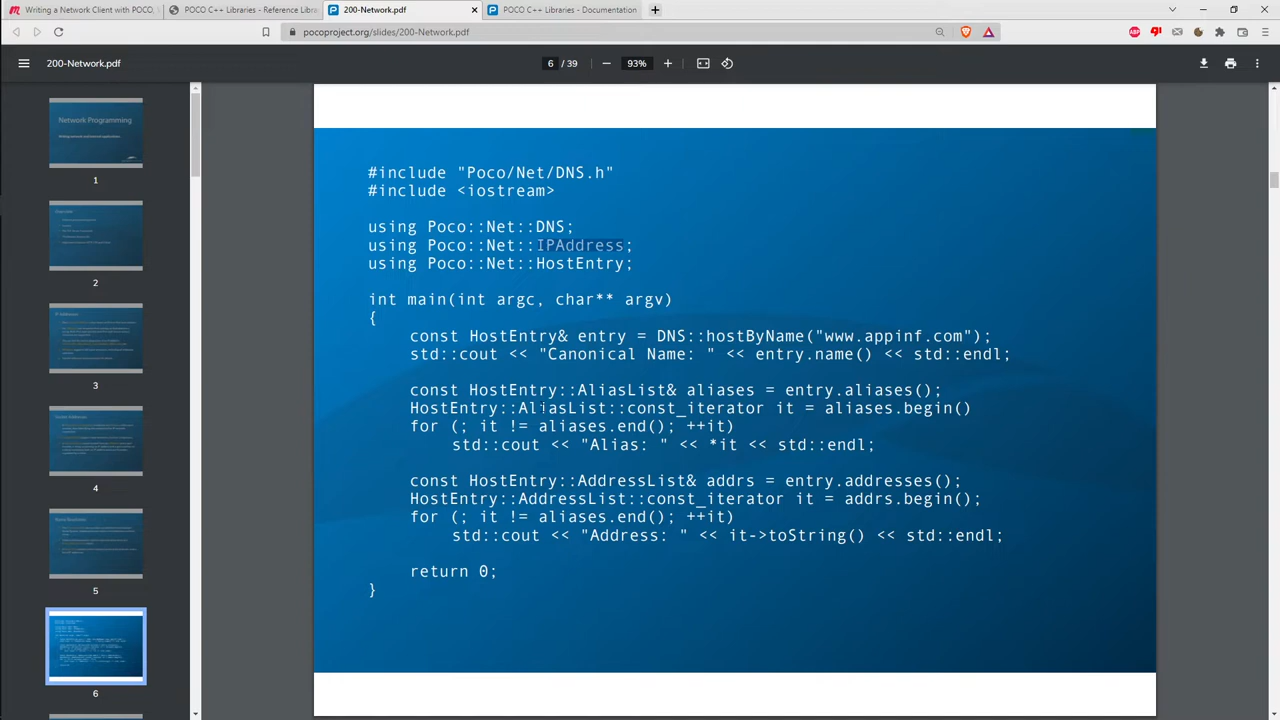 Writing a Network Client with POCO,
POCO C++ Libraries - Reference Libra
200-Network.pdf
POCO C++ Libraries - Documentation
pocoproject.org/slides/200-Network.pdf
200-Network.pdf
6 / 39
93%
Network Programming
1
2
3
4
5
6
#include "Poco/Net/DNS.h"
#include <iostream>
using Poco::Net::DNS;
using Poco::Net::IPAddress;
using Poco::Net::HostEntry;
int main(int argc, char** argv)
{
const HostEntry& entry = DNS::hostByName("www.appinf.com");
std::cout << "Canonical Name: " << entry.name() << std::endl;
const HostEntry::AliasList& aliases = entry.aliases();
HostEntry::AliasList::const_iterator it = aliases.begin()
for (; it != aliases.end(); ++it)
std::cout << "Alias: " << *it << std::endl;
const HostEntry::AddressList& addrs = entry.addresses();
HostEntry::AddressList::const_iterator it = addrs.begin();
for (; it != aliases.end(); ++it)
std::cout << "Address: " << it->toString() << std::endl;
return 0;
}